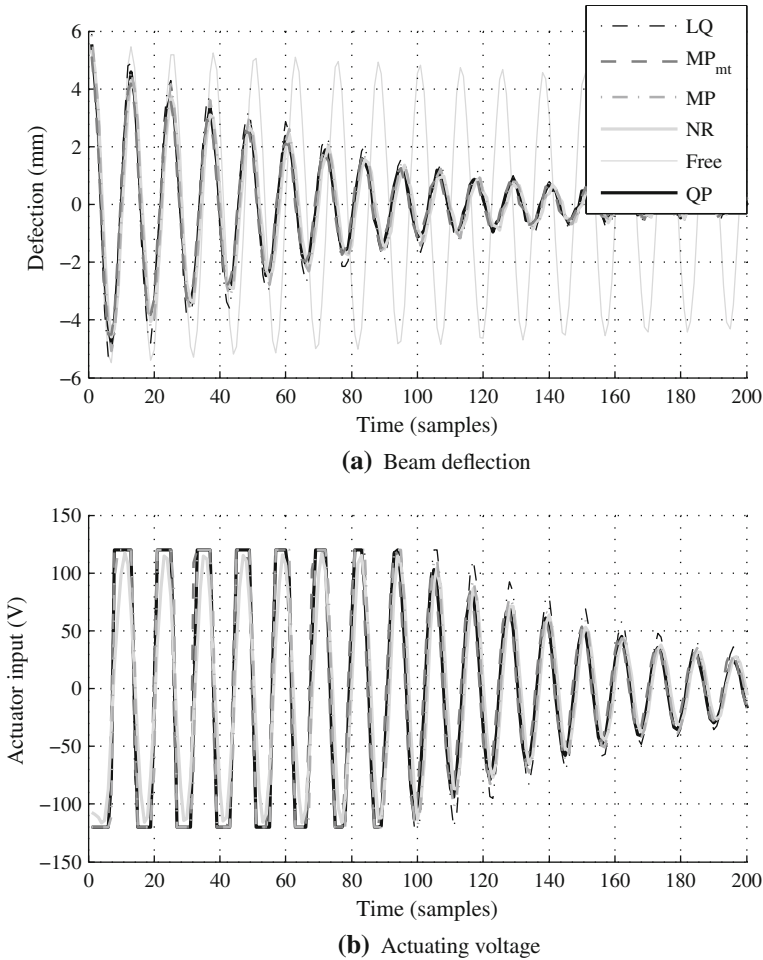 6
4
2
0
−2
−4
−6
Defection (mm)
LQ
MPmt
MP
NR
Free
QP
0 20 40 60 80 100 120 140 160 180 200
Time (samples)
(a) Beam deflection
150
100
50
0
−50
−100
−150
Actuator input (V)
0 20 40 60 80 100 120 140 160 180 200
Time (samples)
(b) Actuating voltage